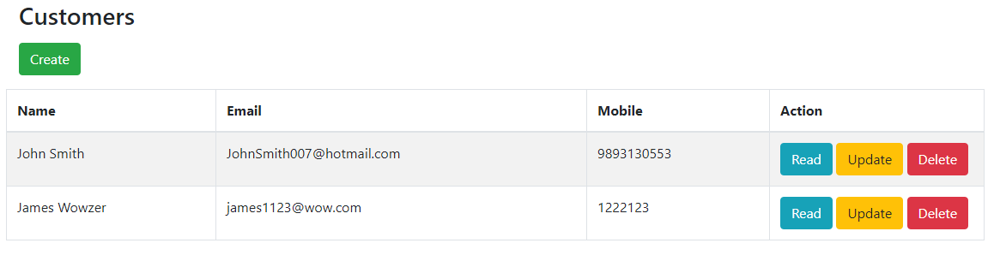 Customers
Create
Name Email Mobile Action
John Smith JohnSmith007@hotmail.com 9893130553 Read Update Delete
James Wowzer james1123@wow.com 1222123 Read Update Delete